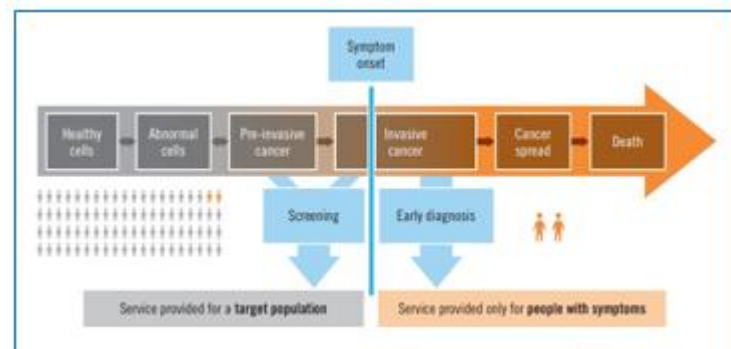 Symptom
onset
Healthy
cells
Abnormal
cells
Pre-invasive
cancer
Invasive
cancer
Cancer
spread
Death
Screening
Early diagnosis
Service provided for a target population
Service provided only for people with symptoms